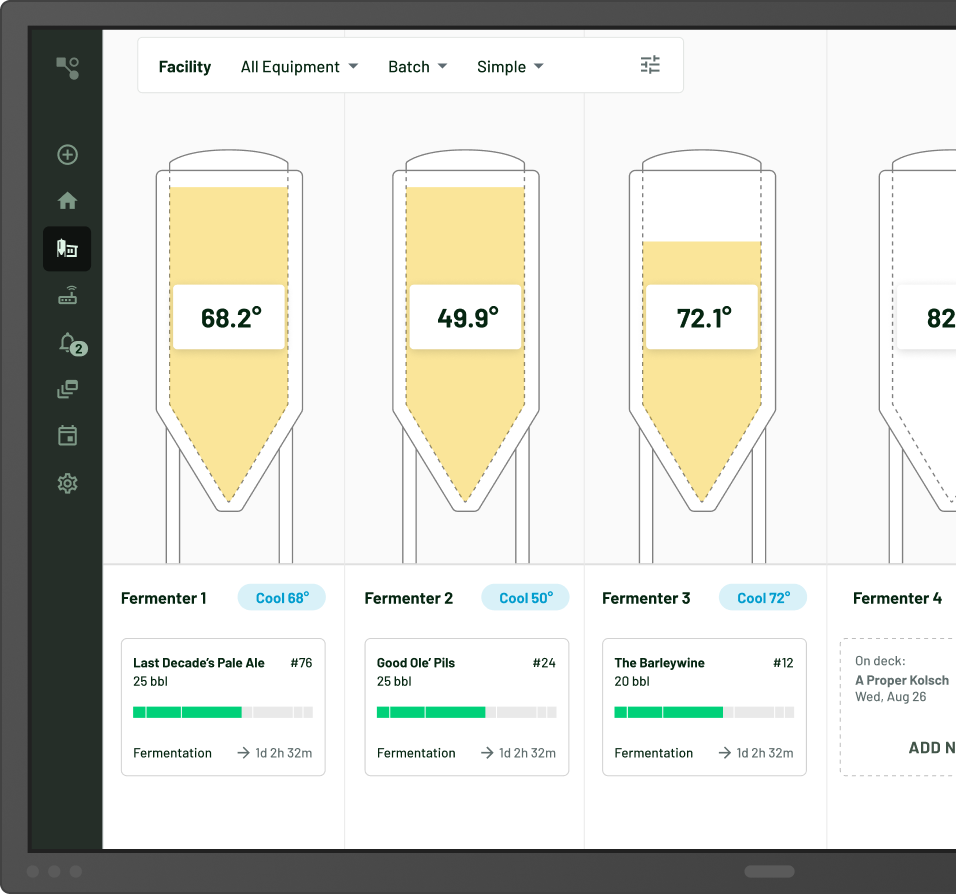 Facility All Equipment Batch Simple
2
68.2°
49.9°
72.1°
82
Fermenter 1 Cool 68°
Last Decade’s Pale Ale #76
25 bbl
Fermentation → 1d 2h 32m
Fermenter 2 Cool 50°
Good Ole’ Pils #24
25 bbl
Fermentation → 1d 2h 32m
Fermenter 3 Cool 72°
The Barleywine #12
20 bbl
Fermentation → 1d 2h 32m
Fermenter 4
On deck:
A Proper Kolsch
Wed, Aug 26
ADD N